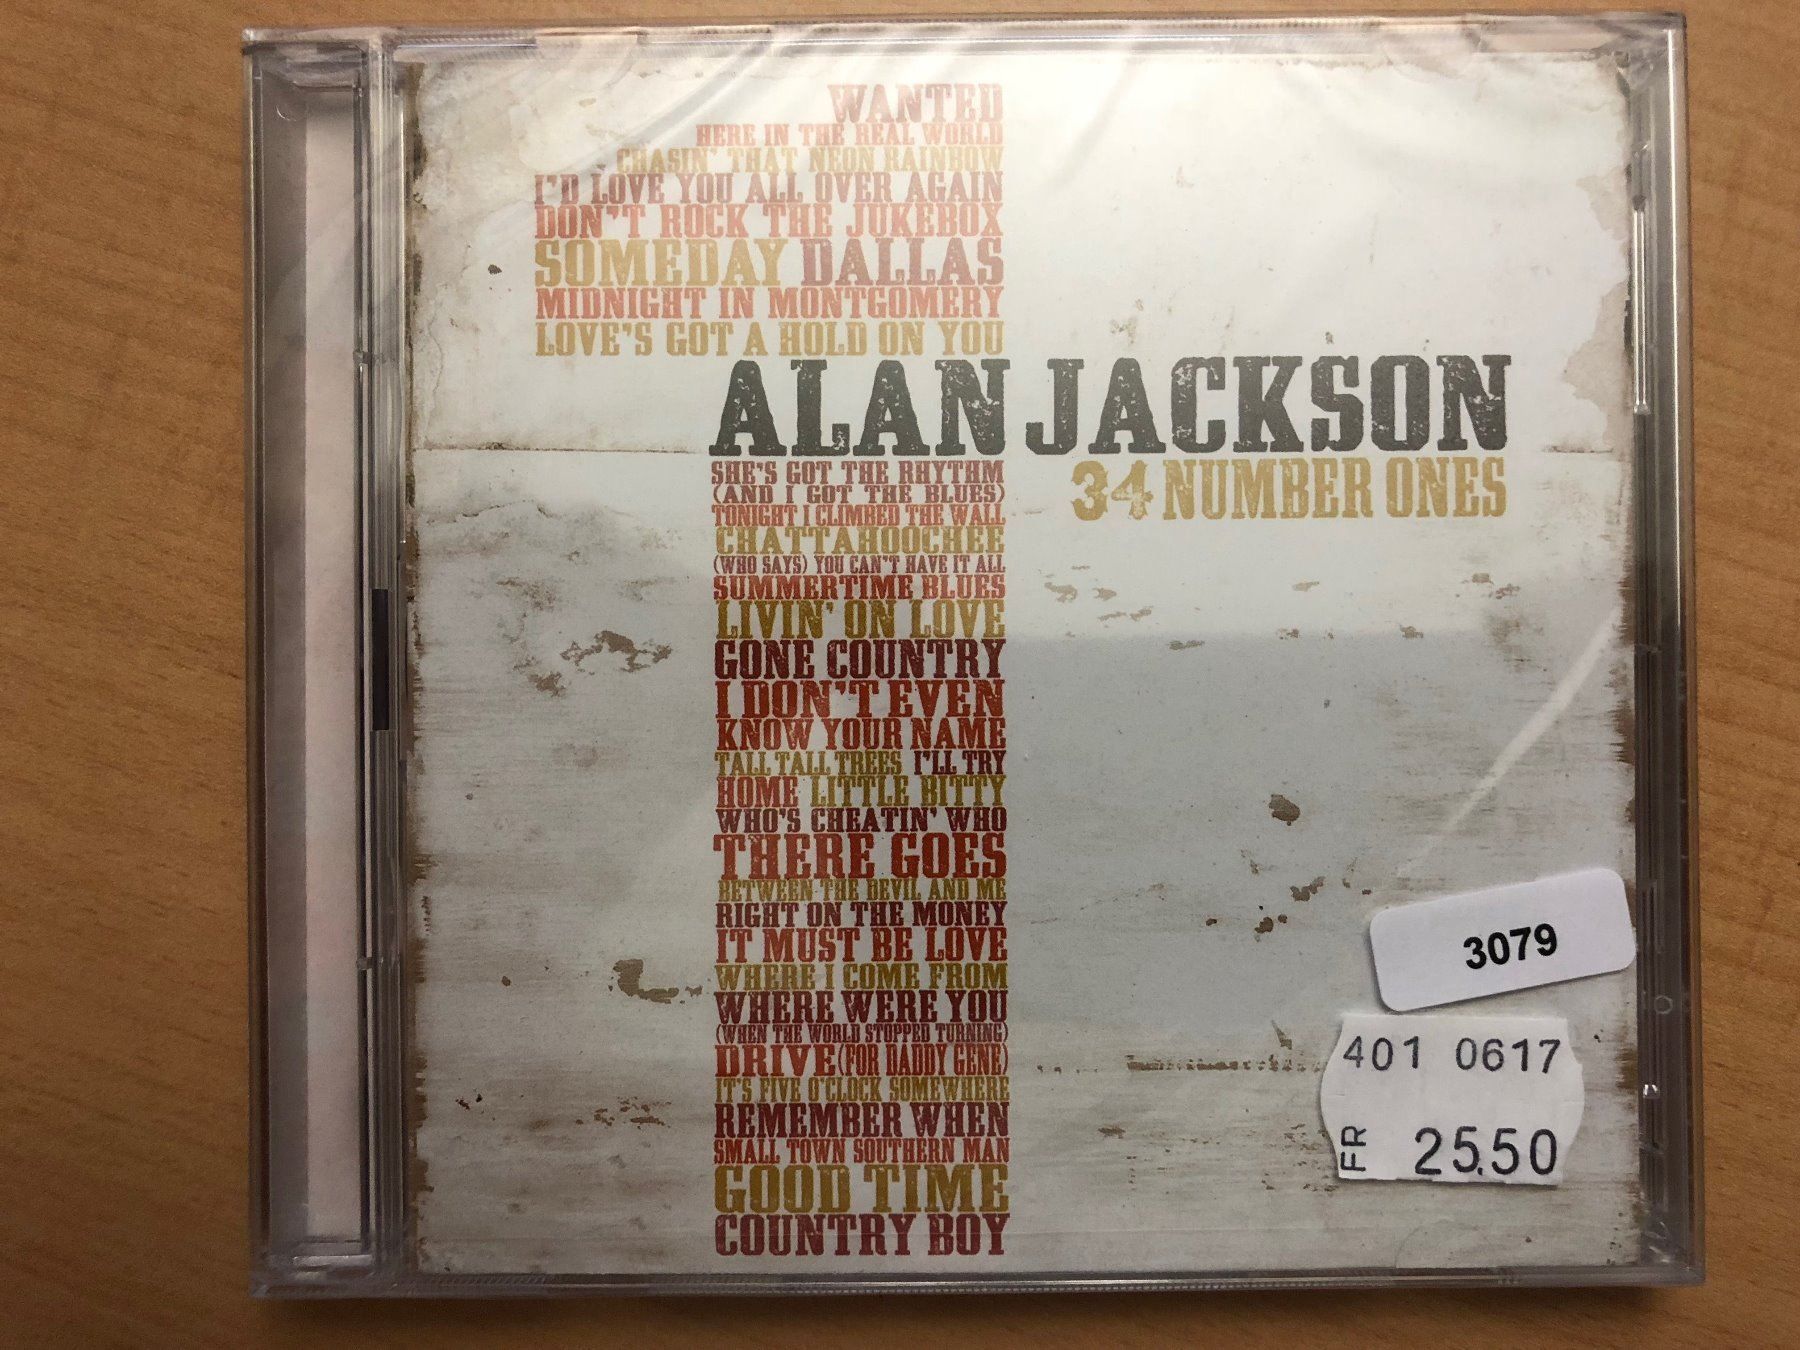 WANTED
HERE IN THE REAL WORLD
CHASIN' THAT NEON RAINBOW
I'D LOVE YOU ALL OVER AGAIN
DON'T ROCK THE JUKEBOX
SOMEDAY DALLAS
MIDNIGHT IN MONTGOMERY
LOVE'S GOT A HOLD ON YOU
ALAN JACKSON
34 NUMBER ONES
SHE'S GOT THE RHYTHM
(AND I GOT THE BLUES)
TONIGHT I CLIMBED THE WALL
CHATTAHOOCHEE
(WHO SAYS) YOU CAN'T HAVE IT ALL
SUMMERTIME BLUES
LIVIN' ON LOVE
GONE COUNTRY
I DON'T EVEN
KNOW YOUR NAME
TALL TALL TREES I'LL TRY
HOME LITTLE BITTY
WHO'S CHEATIN' WHO
THERE GOES
BETWEEN THE DEVIL AND ME
RIGHT ON THE MONEY
IT MUST BE LOVE
WHERE I COME FROM
WHERE WERE YOU
(WHEN THE WORLD STOPPED TURNING)
DRIVE (FOR DADDY GENE)
IT'S FIVE O'CLOCK SOMEWHERE
REMEMBER WHEN
SMALL TOWN SOUTHERN MAN
GOOD TIME
COUNTRY BOY
3079
401 0617
FR 25.50